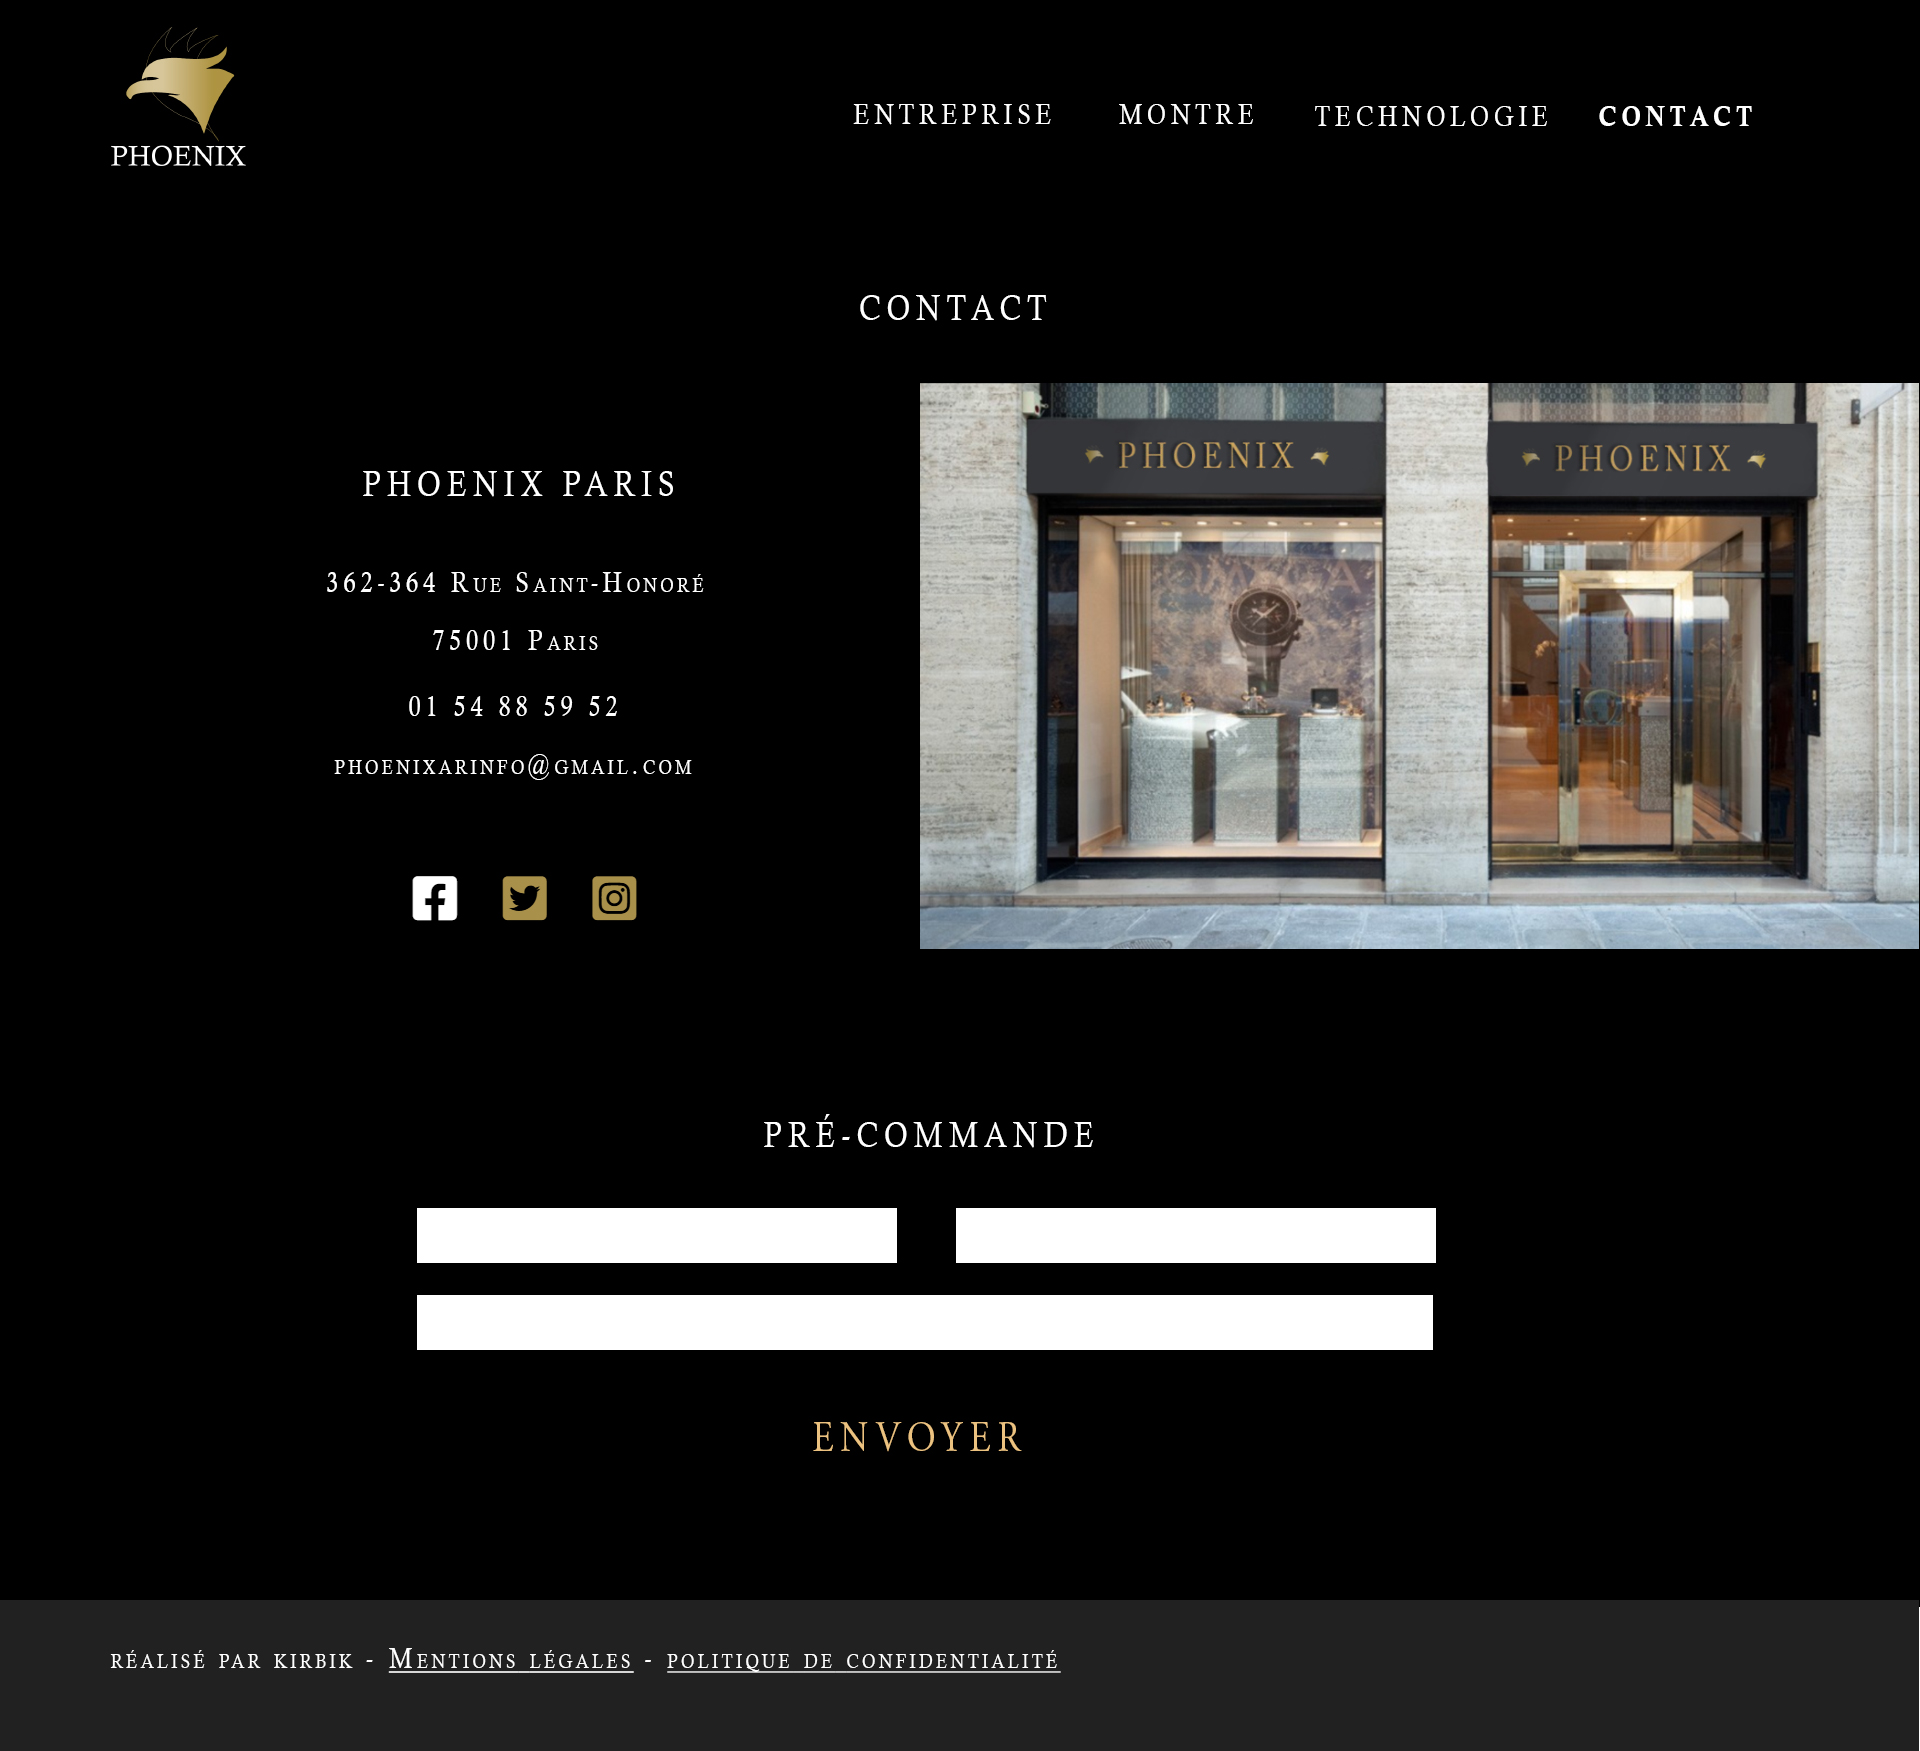 PHOENIX
ENTREPRISE MONTRE TECHNOLOGIE CONTACT
CONTACT
PHOENIX PARIS
362-364 Rue Saint-Honoré
75001 Paris
01 54 88 59 52
phoenixarinfo@gmail.com
PHOENIX
PHOENIX
PRÉ-COMMANDE
ENVOYER
réalisé par kirbik - Mentions légales - politique de confidentialité